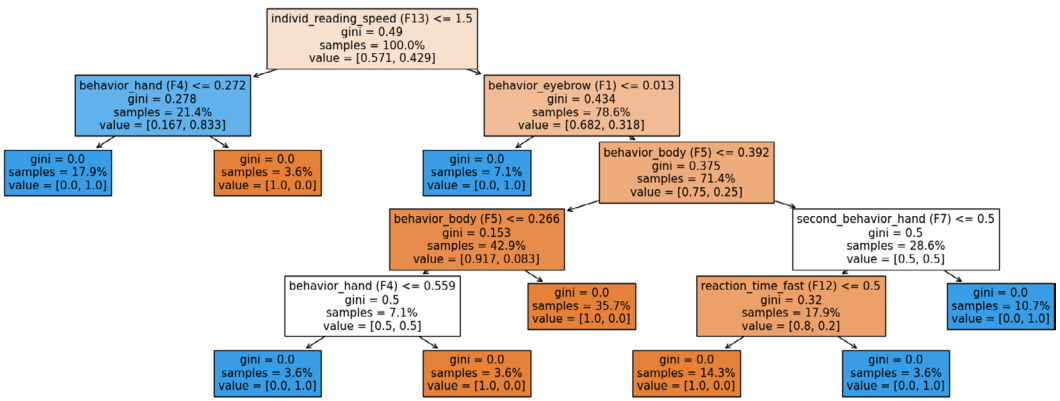 individ_reading_speed (F13) <= 1.5
gini = 0.49
samples = 100.0%
value = [0.571, 0.429]
behavior_hand (F4) <= 0.272
gini = 0.278
samples = 21.4%
value = [0.167, 0.833]
behavior_eyebrow (F1) <= 0.013
gini = 0.434
samples = 78.6%
value = [0.682, 0.318]
gini = 0.0
samples = 17.9%
value = [0.0, 1.0]
gini = 0.0
samples = 3.6%
value = [1.0, 0.0]
gini = 0.0
samples = 7.1%
value = [0.0, 1.0]
behavior_body (F5) <= 0.392
gini = 0.375
samples = 71.4%
value = [0.75, 0.25]
behavior_body (F5) <= 0.266
gini = 0.153
samples = 42.9%
value = [0.917, 0.083]
second_behavior_hand (F7) <= 0.5
gini = 0.5
samples = 28.6%
value = [0.5, 0.5]
behavior_hand (F4) <= 0.559
gini = 0.5
samples = 7.1%
value = [0.5, 0.5]
gini = 0.0
samples = 35.7%
value = [1.0, 0.0]
reaction_time_fast (F12) <= 0.5
gini = 0.32
samples = 17.9%
value = [0.8, 0.2]
gini = 0.0
samples = 10.7%
value = [0.0, 1.0]
gini = 0.0
samples = 3.6%
value = [0.0, 1.0]
gini = 0.0
samples = 3.6%
value = [1.0, 0.0]
gini = 0.0
samples = 14.3%
value = [1.0, 0.0]
gini = 0.0
samples = 3.6%
value = [0.0, 1.0]